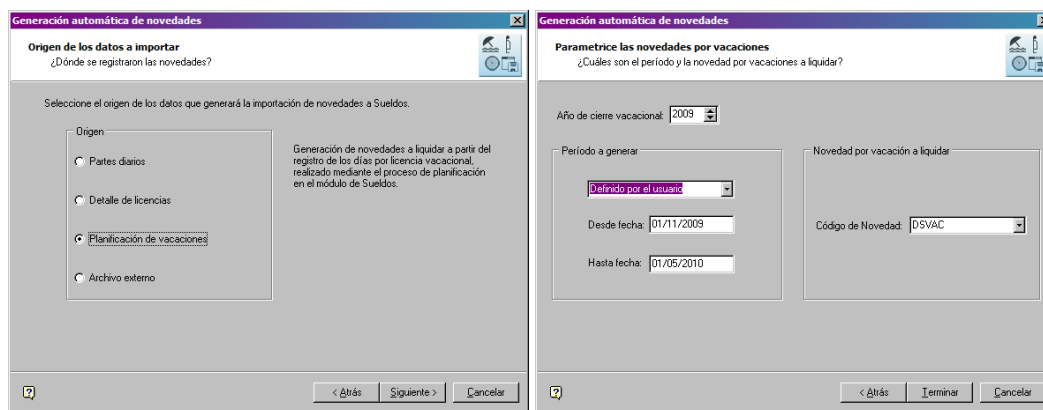 Generación automática de novedades
Origen de los datos a importar
¿Dónde se registraron las novedades?
Seleccione el origen de los datos que generará la importación de novedades a Sueldos.
Origen
Partes diarios
Detalle de licencias
Planificación de vacaciones
Archivo externo
Generación de novedades a liquidar a partir del
registro de los días por licencia vacacional,
realizado mediante el proceso de planificación
en el módulo de Sueldos.
< Atrás
Siguiente >
Cancelar
Generación automática de novedades
Parametrice las novedades por vacaciones
¿Cuáles son el período y la novedad por vacaciones a liquidar?
Año de cierre vacacional: 2009
Período a generar
Definido por el usuario
Desde fecha: 01/11/2009
Hasta fecha: 01/05/2010
Novedad por vacación a liquidar
Código de Novedad: DSVAC
< Atrás
Terminar
Cancelar